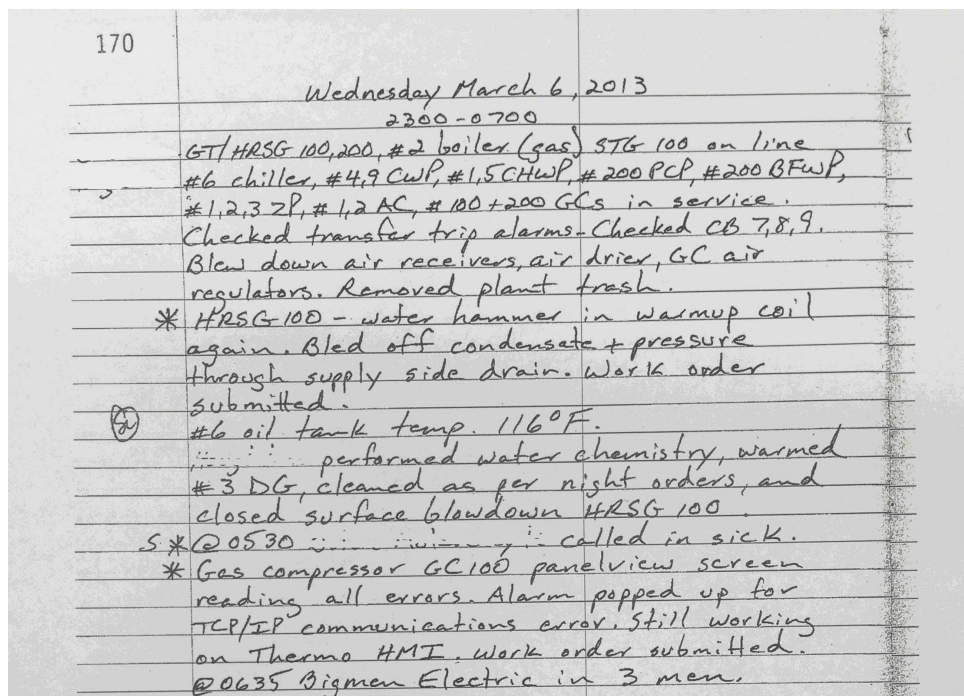 170
Wednesday March 6, 2013
2300-0700
GT/HRSG 100,200, #2 boiler (gas) STG 100 on line
#6 chiller, #4,9 CWP, #1,5 CHWP, #200 PCP, #200 BFWP,
#1,2,3 ZP, #1,2 AC, #100+200 GCs in service.
Checked transfer trip alarms-Checked CB 7,8,9.
Blew down air receivers, air drier, GC air
regulators. Removed plant trash.
* HRSG 100 - water hammer in warmup coil
again. Bled off condensate + pressure
through supply side drain. Work order
submitted.
#6 oil tank temp. 116°F.
performed water chemistry, warmed
#3 DG, cleaned as per night orders, and
closed surface blowdown HRSG 100.
S * @0530 called in sick.
* Gas compressor GC100 panelview screen
reading all errors. Alarm popped up for
TCP/IP communications error. Still working
on Thermo HMI. Work order submitted.
@0635 Bigmen Electric in 3 men.